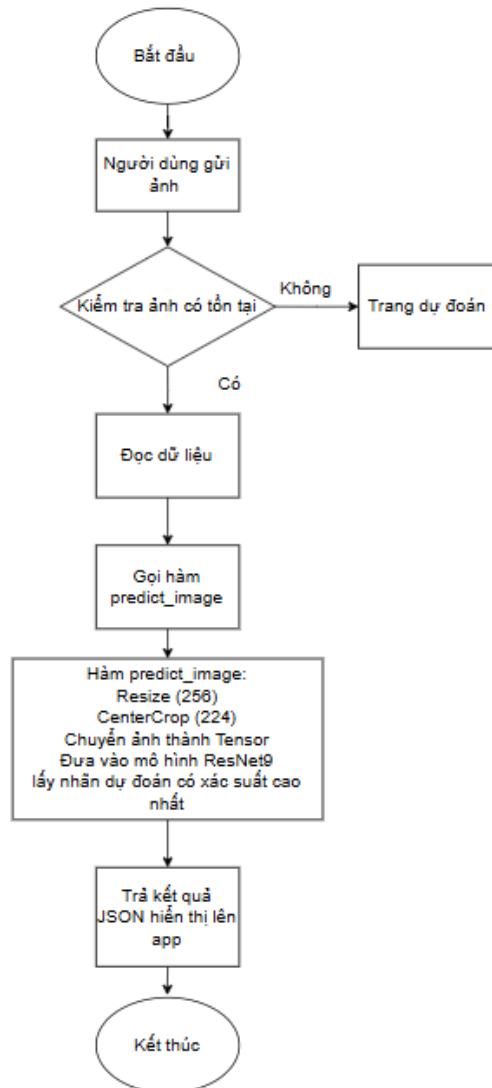 Bắt đầu
Người dùng gửi
ảnh
Kiểm tra ảnh có tồn tại
Không
Trang dự đoán
Có
Đọc dữ liệu
Gọi hàm
predict_image
Hàm predict_image:
Resize (256)
CenterCrop (224)
Chuyển ảnh thành Tensor
Đưa vào mô hình ResNet9
lấy nhãn dự đoán có xác suất cao
nhất
Trả kết quả
JSON hiển thị lên
app
Kết thúc